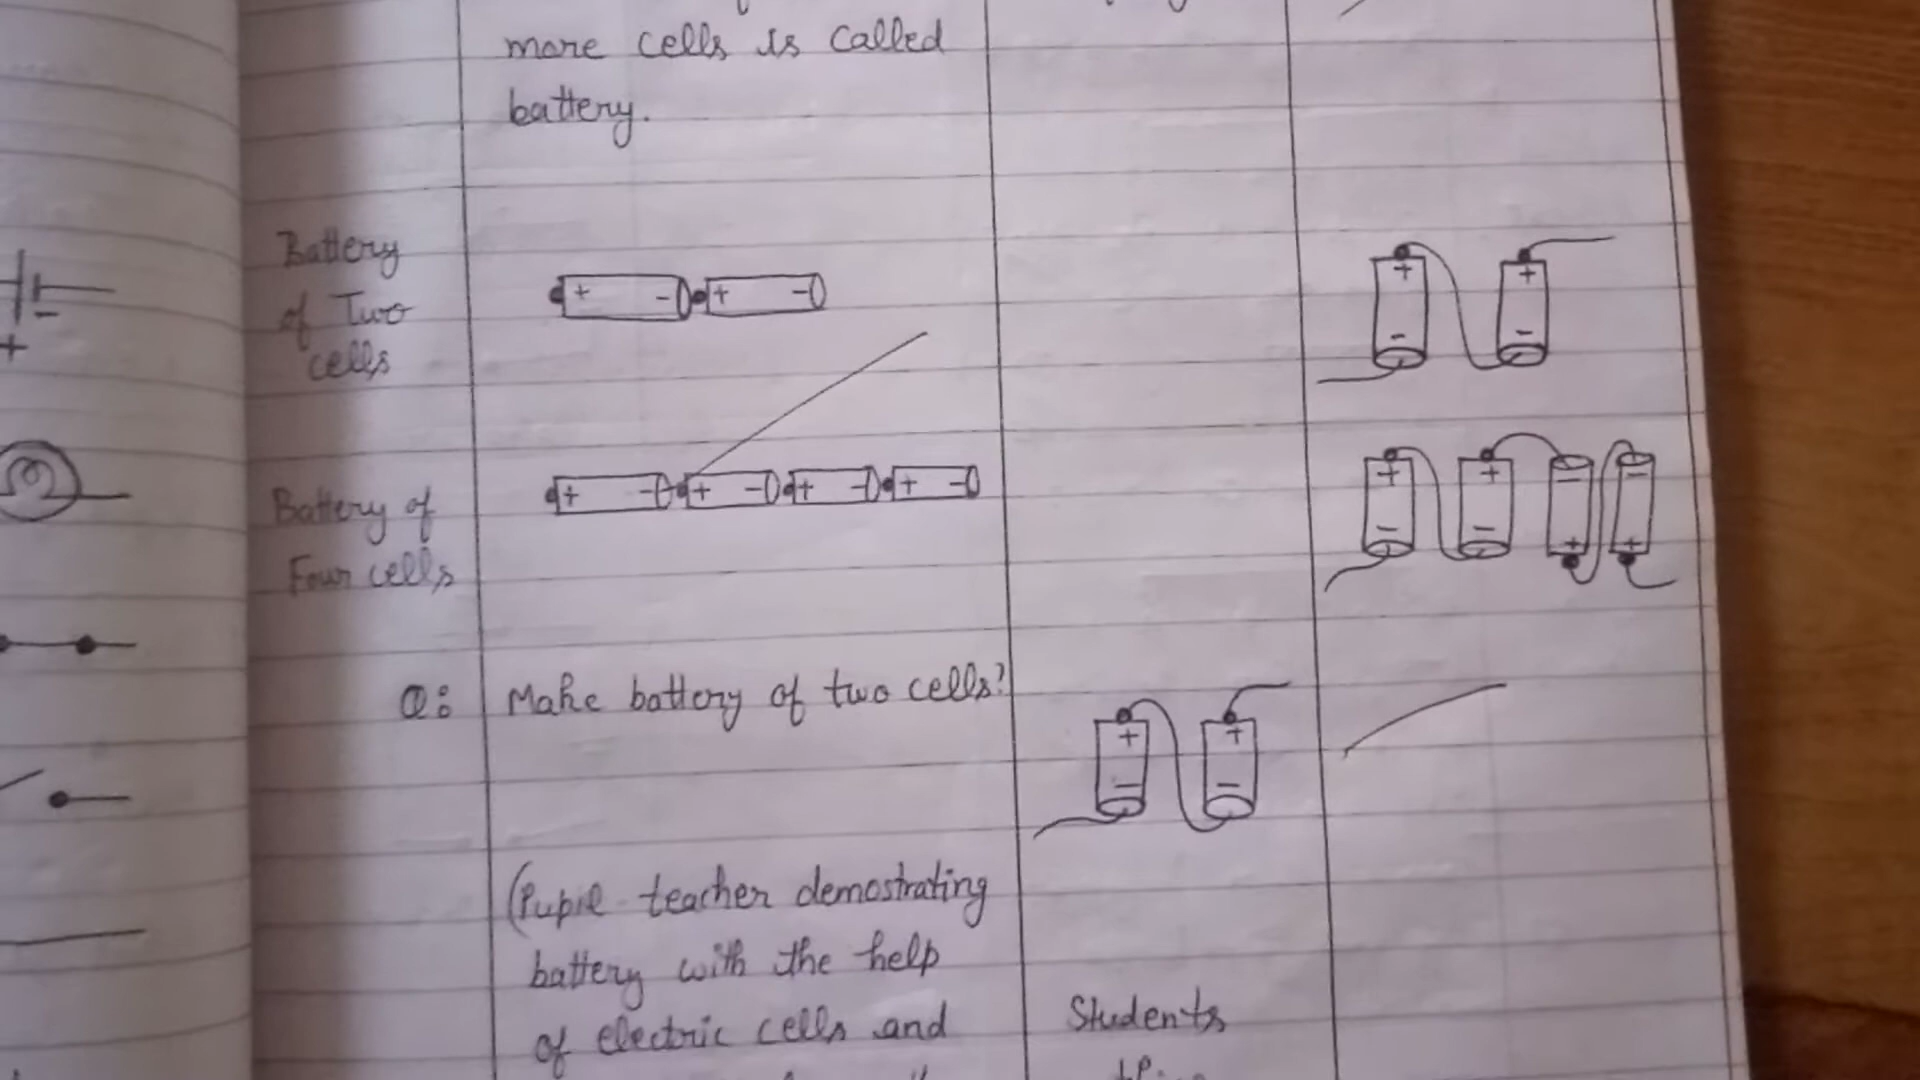 more cells is called
battery.
Battery
of Two
cells
+ - + -
+ -
+ -
Battery of
Four cells
+ - + - + - + -
+ -
+ -
- +
- +
Q: Make battery of two cells?
+ -
+ -
(Pupil teacher demostrating
battery with the help
of electric cells and
Students
- +